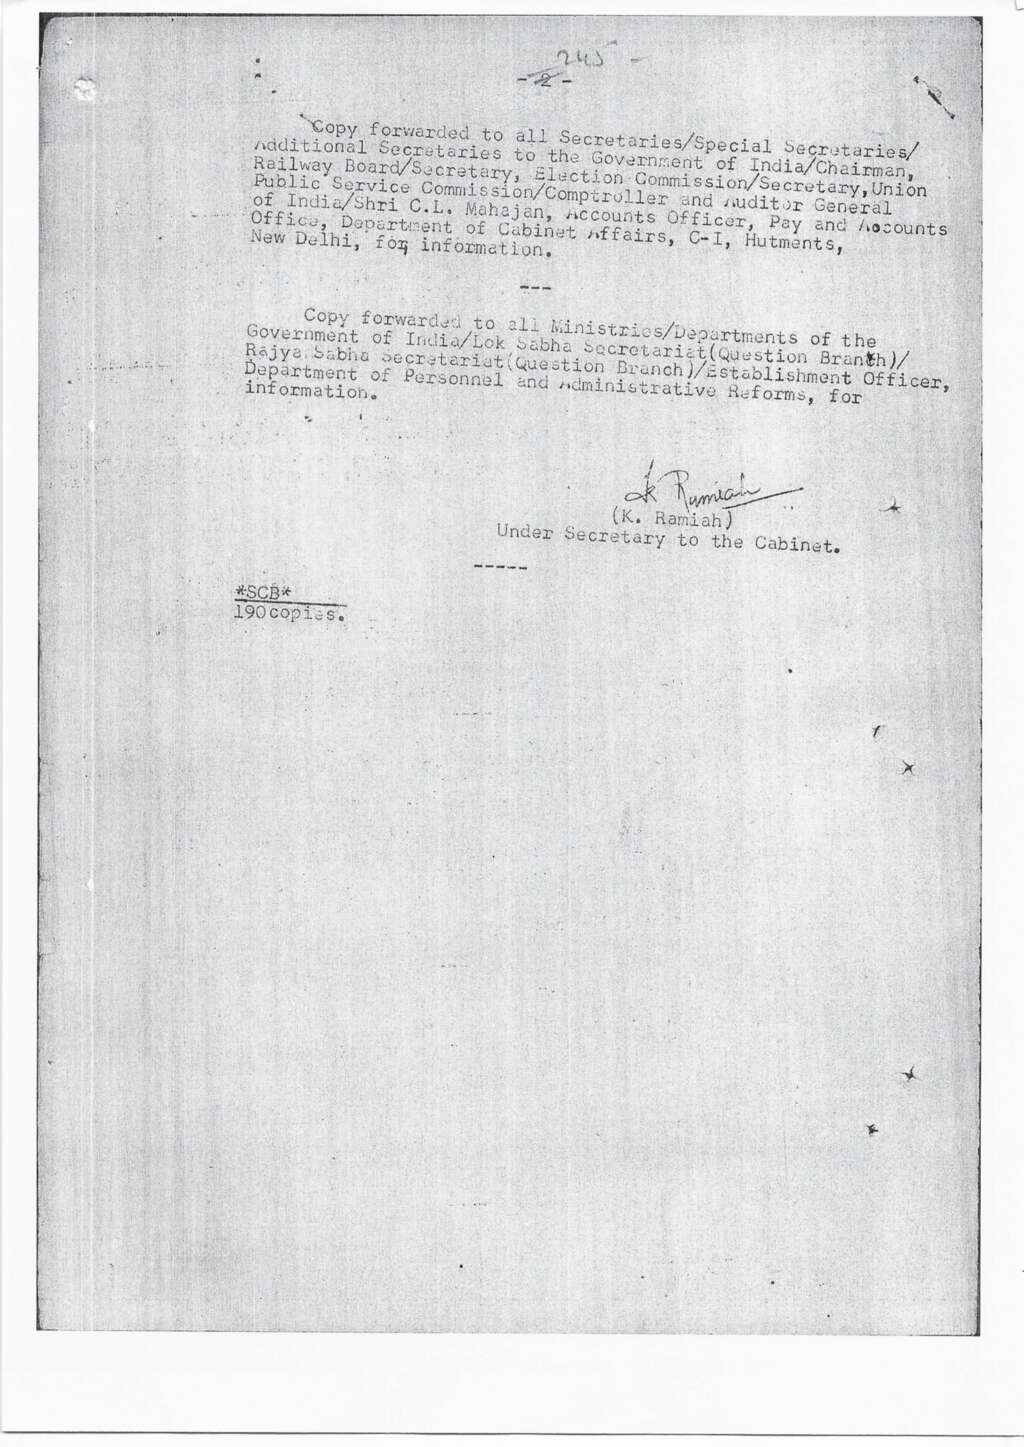 245 -
- 2 -
Copy forwarded to all Secretaries/Special Secretaries/
Additional Secretaries to the Government of India/Chairman,
Railway Board/Secretary, Election Commission/Secretary,Union
Public Service Commission/Comptroller and Auditor General
of India/Shri C.L. Mahajan, Accounts Officer, Pay and Accounts
Office, Department of Cabinet Affairs, C-I, Hutments,
New Delhi, for information.
---
Copy forwarded to all Ministries/Departments of the
Government of India/Lok Sabha Secretariat(Question Branch)/
Rajya Sabha Secretariat(Question Branch)/Establishment Officer,
Department of Personnel and Administrative Reforms, for
information.
K Ramiah
(K. Ramiah)
Under Secretary to the Cabinet.
-----
*SCB*
190copies.